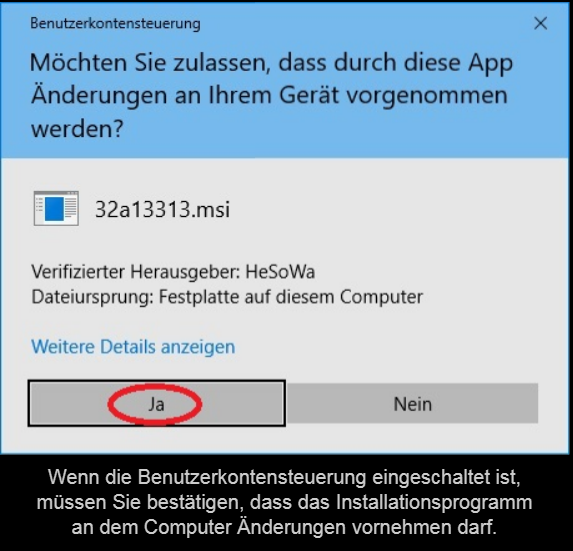 Benutzerkontensteuerung
Möchten Sie zulassen, dass durch diese App
Änderungen an Ihrem Gerät vorgenommen
werden?
32a13313.msi
Verifizierter Herausgeber: HeSoWa
Dateiursprung: Festplatte auf diesem Computer
Weitere Details anzeigen
Ja
Nein
Wenn die Benutzerkontensteuerung eingeschaltet ist,
müssen Sie bestätigen, dass das Installationsprogramm
an dem Computer Änderungen vornehmen darf.